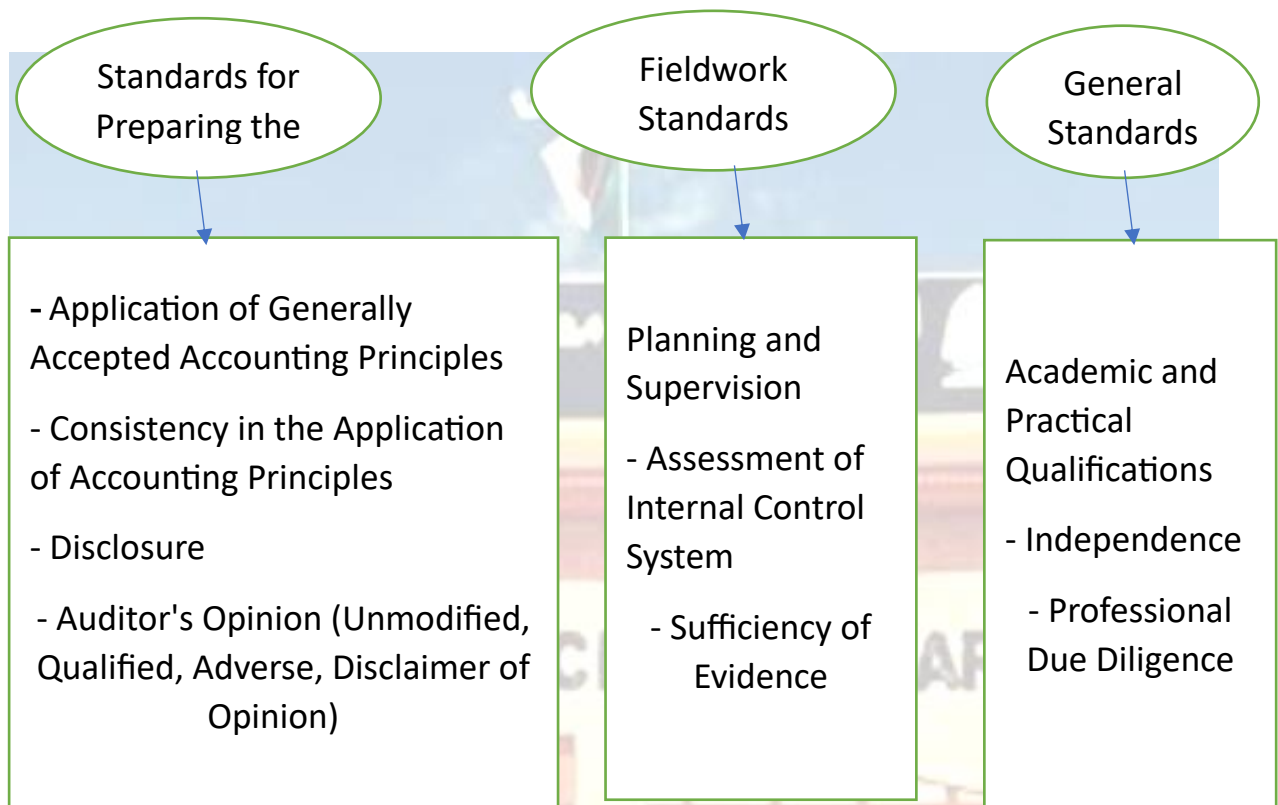 Standards for
Preparing the
Fieldwork
Standards
General
Standards
- Application of Generally
Accepted Accounting Principles
- Consistency in the Application
of Accounting Principles
- Disclosure
- Auditor's Opinion (Unmodified,
Qualified, Adverse, Disclaimer of
Opinion)
Planning and
Supervision
- Assessment of
Internal Control
System
- Sufficiency of
Evidence
Academic and
Practical
Qualifications
- Independence
- Professional
Due Diligence